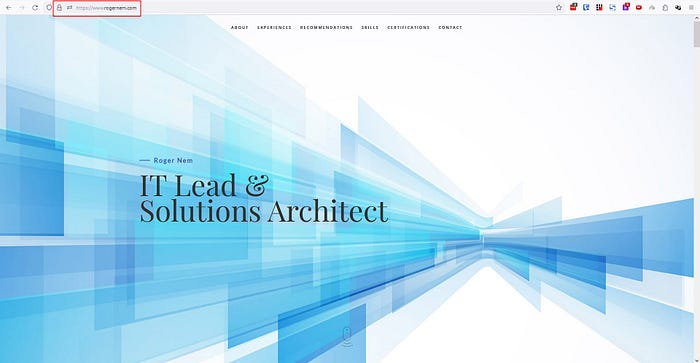 https://www.rogernem.com
ABOUT EXPERIENCES RECOMMENDATIONS SKILLS CERTIFICATIONS CONTACT
Roger Nem
IT Lead &
Solutions Architect